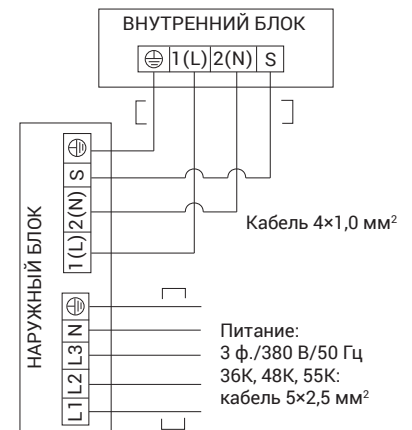 ВНУТРЕННИЙ БЛОК
1(L) 2(N) S
НАРУЖНЫЙ БЛОК
S
2(N)
1(L)
Кабель 4×1,0 мм²
N
L3
L2
L1
Питание:
3 ф./380 В/50 Гц
36K, 48K, 55K:
кабель 5×2,5 мм²